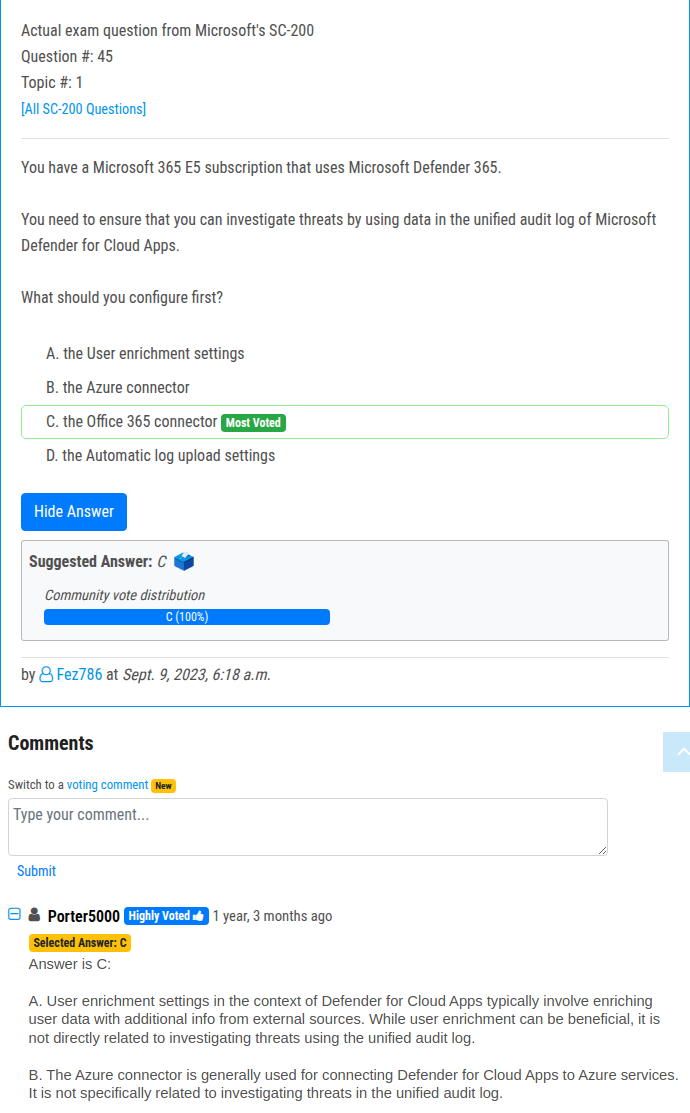 Actual exam question from Microsoft's SC-200
Question #: 45
Topic #: 1
[All SC-200 Questions]
You have a Microsoft 365 E5 subscription that uses Microsoft Defender 365.
You need to ensure that you can investigate threats by using data in the unified audit log of Microsoft
Defender for Cloud Apps.
What should you configure first?
A. the User enrichment settings
B. the Azure connector
C. the Office 365 connector Most Voted
D. the Automatic log upload settings
Hide Answer
Suggested Answer: C
Community vote distribution
C (100%)
by Fez786 at Sept. 9, 2023, 6:18 a.m.
Comments
Switch to a voting comment New
Type your comment...
Submit
Porter5000 Highly Voted 1 year, 3 months ago
Selected Answer: C
Answer is C:
A. User enrichment settings in the context of Defender for Cloud Apps typically involve enriching
user data with additional info from external sources. While user enrichment can be beneficial, it is
not directly related to investigating threats using the unified audit log.
B. The Azure connector is generally used for connecting Defender for Cloud Apps to Azure services.
It is not specifically related to investigating threats in the unified audit log.